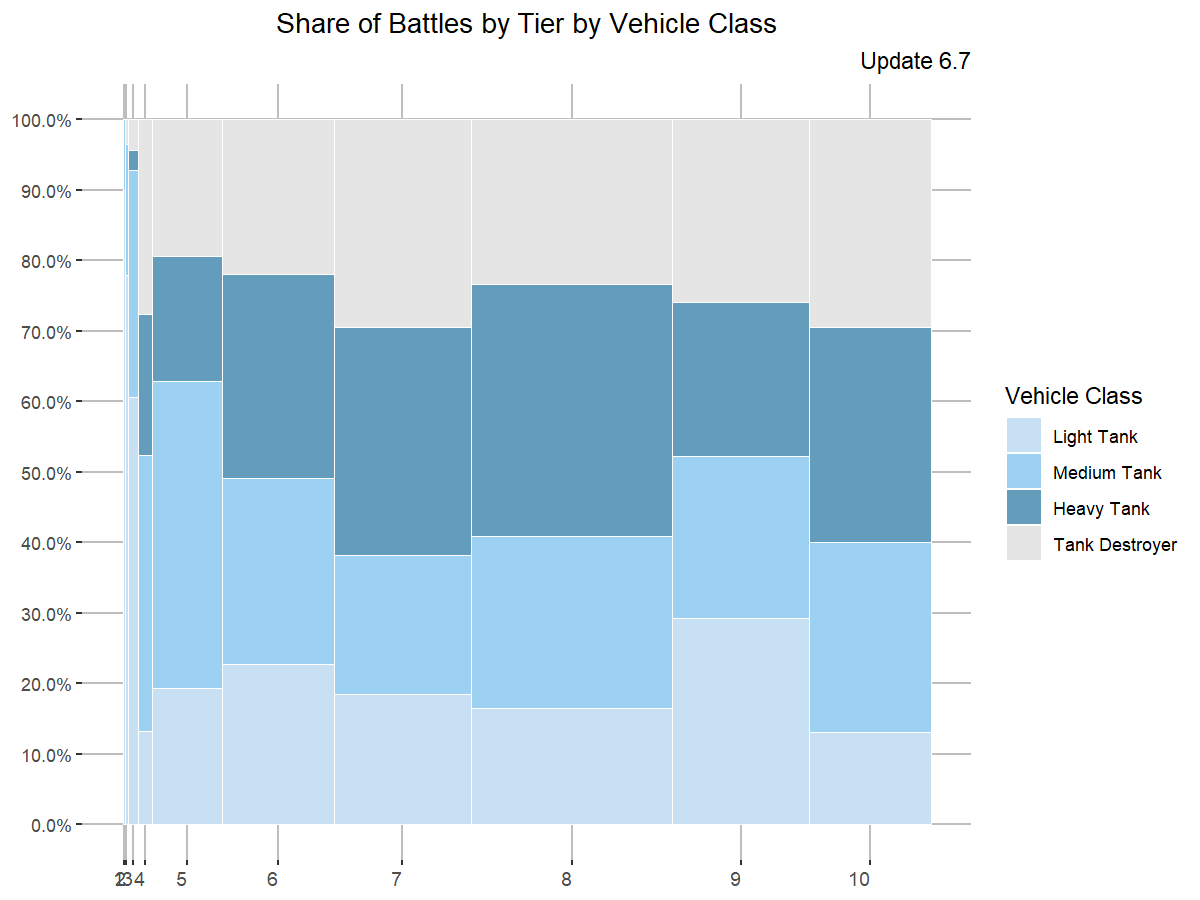 Share of Battles by Tier by Vehicle Class
Update 6.7
100.0%
90.0%
80.0%
70.0%
60.0%
50.0%
40.0%
30.0%
20.0%
10.0%
0.0%
1 2 3 4 5 6 7 8 9 10
Vehicle Class
Light Tank
Medium Tank
Heavy Tank
Tank Destroyer